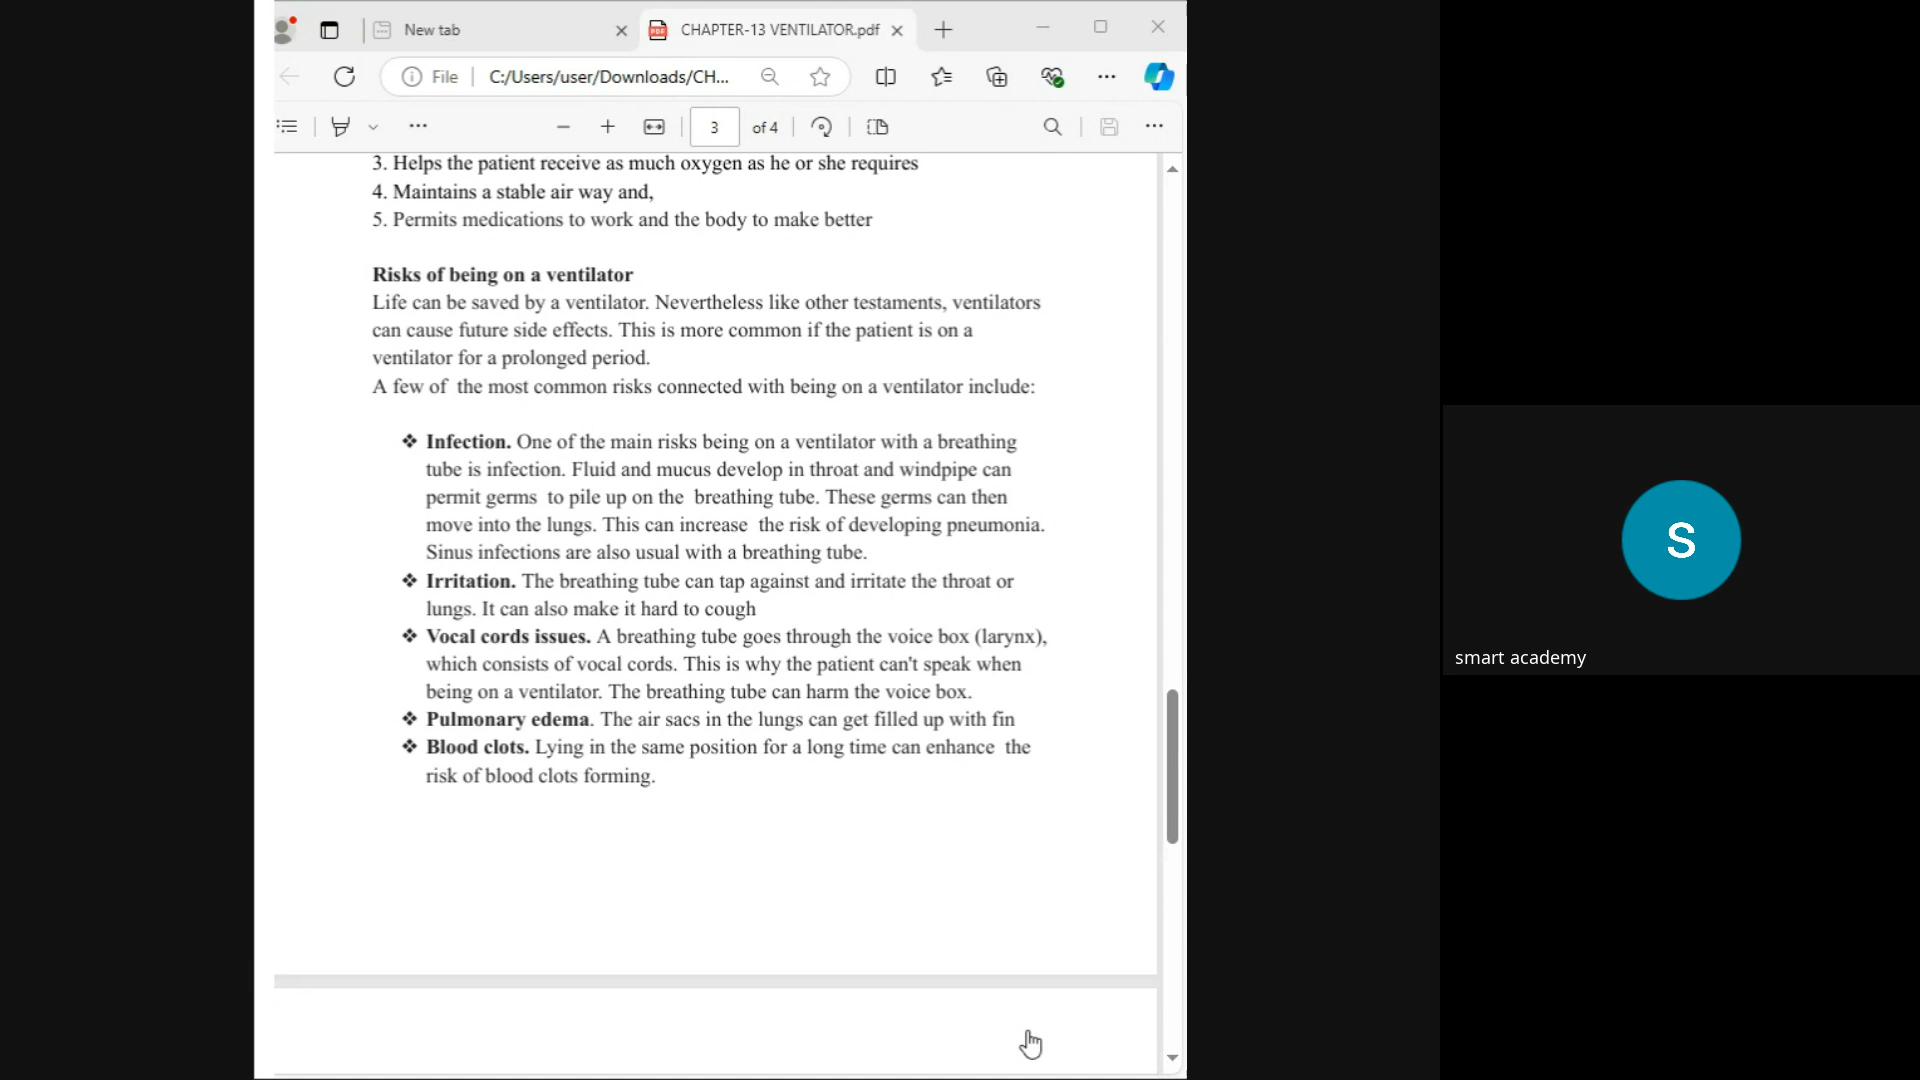 New tab
CHAPTER-13 VENTILATOR.pdf
File
C:/Users/user/Downloads/CH...
3 of 4
3. Helps the patient receive as much oxygen as he or she requires
4. Maintains a stable air way and,
5. Permits medications to work and the body to make better
Risks of being on a ventilator
Life can be saved by a ventilator. Nevertheless like other testaments, ventilators
can cause future side effects. This is more common if the patient is on a
ventilator for a prolonged period.
A few of the most common risks connected with being on a ventilator include:
❖ Infection. One of the main risks being on a ventilator with a breathing
tube is infection. Fluid and mucus develop in throat and windpipe can
permit germs to pile up on the breathing tube. These germs can then
move into the lungs. This can increase the risk of developing pneumonia.
Sinus infections are also usual with a breathing tube.
❖ Irritation. The breathing tube can tap against and irritate the throat or
lungs. It can also make it hard to cough
❖ Vocal cords issues. A breathing tube goes through the voice box (larynx),
which consists of vocal cords. This is why the patient can't speak when
being on a ventilator. The breathing tube can harm the voice box.
❖ Pulmonary edema. The air sacs in the lungs can get filled up with fin
❖ Blood clots. Lying in the same position for a long time can enhance the
risk of blood clots forming.
S
smart academy